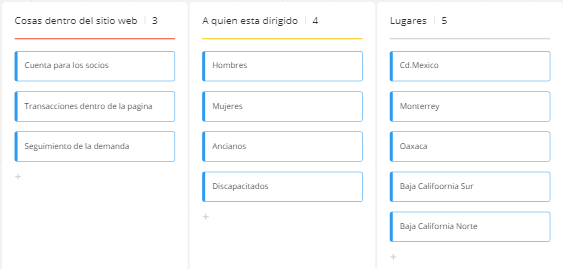 Cosas dentro del sitio web | 3
Cuenta para los socios
Transacciones dentro de la pagina
Seguimiento de la demanda
+
A quien esta dirigido | 4
Hombres
Mujeres
Ancianos
Discapacitados
+
Lugares | 5
Cd.Mexico
Monterrey
Oaxaca
Baja Califoornia Sur
Baja California Norte
+